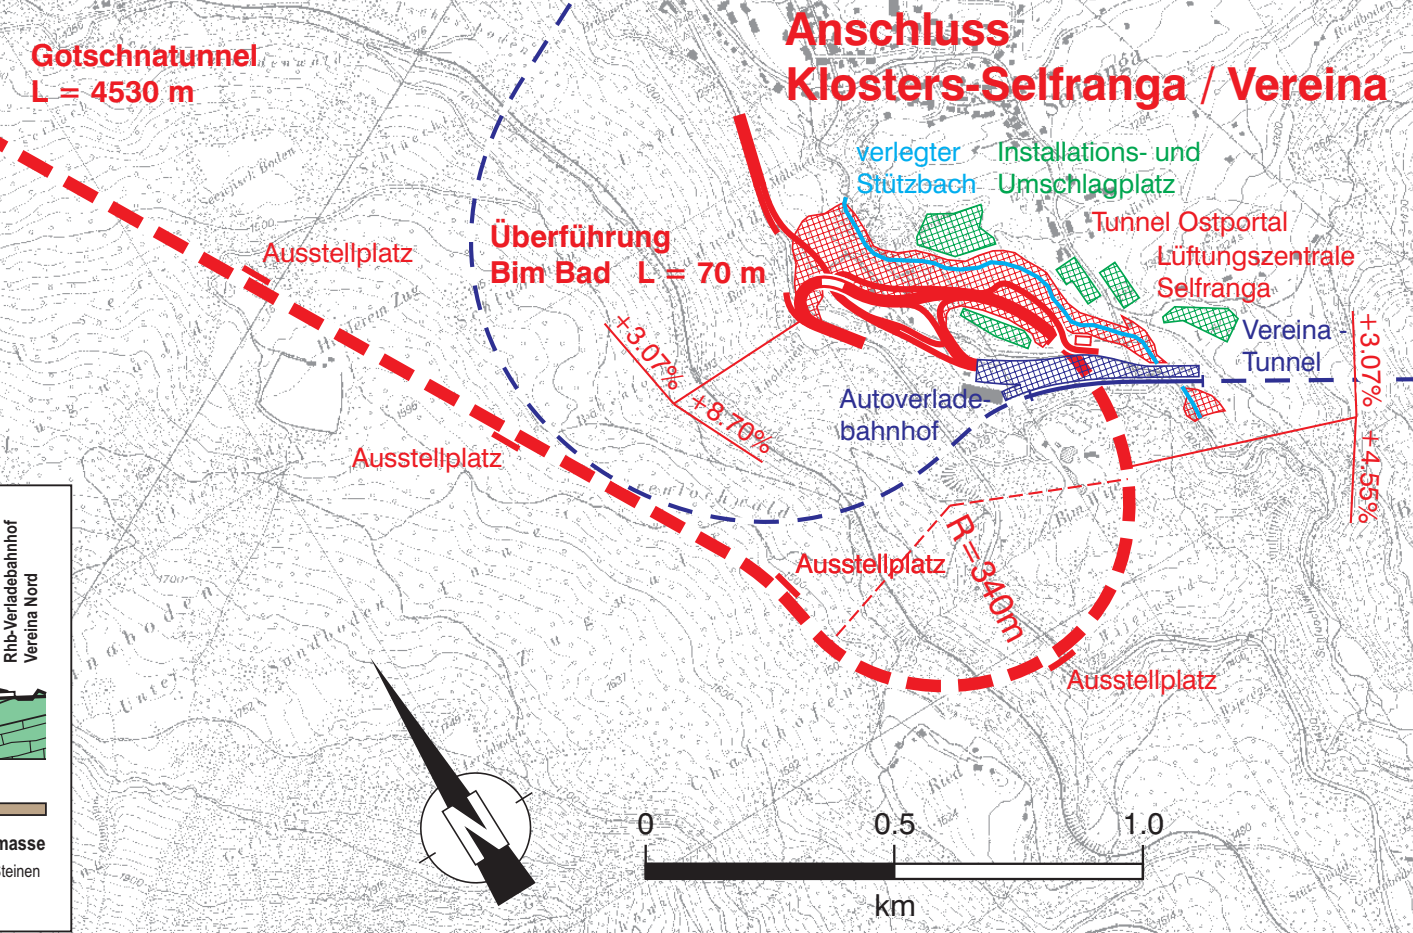 Gotschnatunnel
L = 4530 m
Anschluss
Klosters-Selfranga / Vereina
verlegter
Stützbach
Installations- und
Umschlagplatz
Tunnel Ostportal
Lüftungszentrale
Selfranga
Überführung
Bim Bad L = 70 m
Ausstellplatz
Vereina -
Tunnel
+3.07%
+8.70%
+3.07%
+4.55%
Autoverlade-
bahnhof
Ausstellplatz
R=340m
Ausstellplatz
Ausstellplatz
Rhb-Verladebahnhof
Vereina Nord
masse
Steinen
Ried
0 0.5 1.0
km